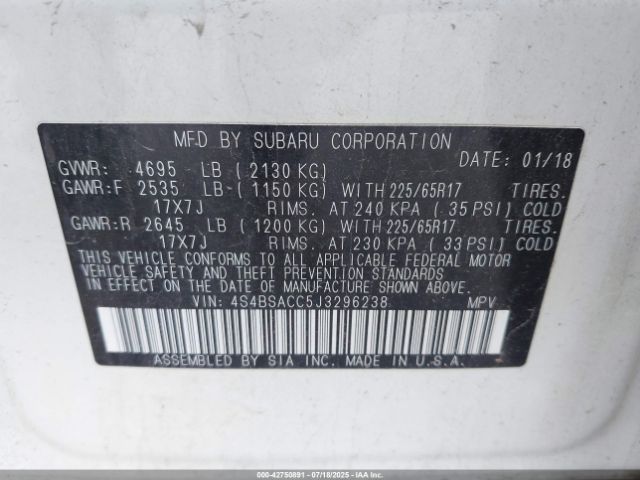 MFD BY SUBARU CORPORATION
DATE: 01/18
GVWR: 4695 LB ( 2130 KG)
GAWR:F 2535 LB ( 1150 KG) WITH 225/65R17 TIRES.
17X7J RIMS. AT 240 KPA ( 35 PSI) COLD
GAWR:R 2645 LB ( 1200 KG) WITH 225/65R17 TIRES.
17X7J RIMS. AT 230 KPA ( 33 PSI) COLD
THIS VEHICLE CONFORMS TO ALL APPLICABLE FEDERAL MOTOR
VEHICLE SAFETY AND THEFT PREVENTION STANDARDS
IN EFFECT ON THE DATE OF MANUFACTURE SHOWN ABOVE.
VIN: 4S4BSACC5J3296238 MPV
ASSEMBLED BY SIA INC. MADE IN U.S.A.
000-42750891 - 07/18/2025 - IAAI.COM